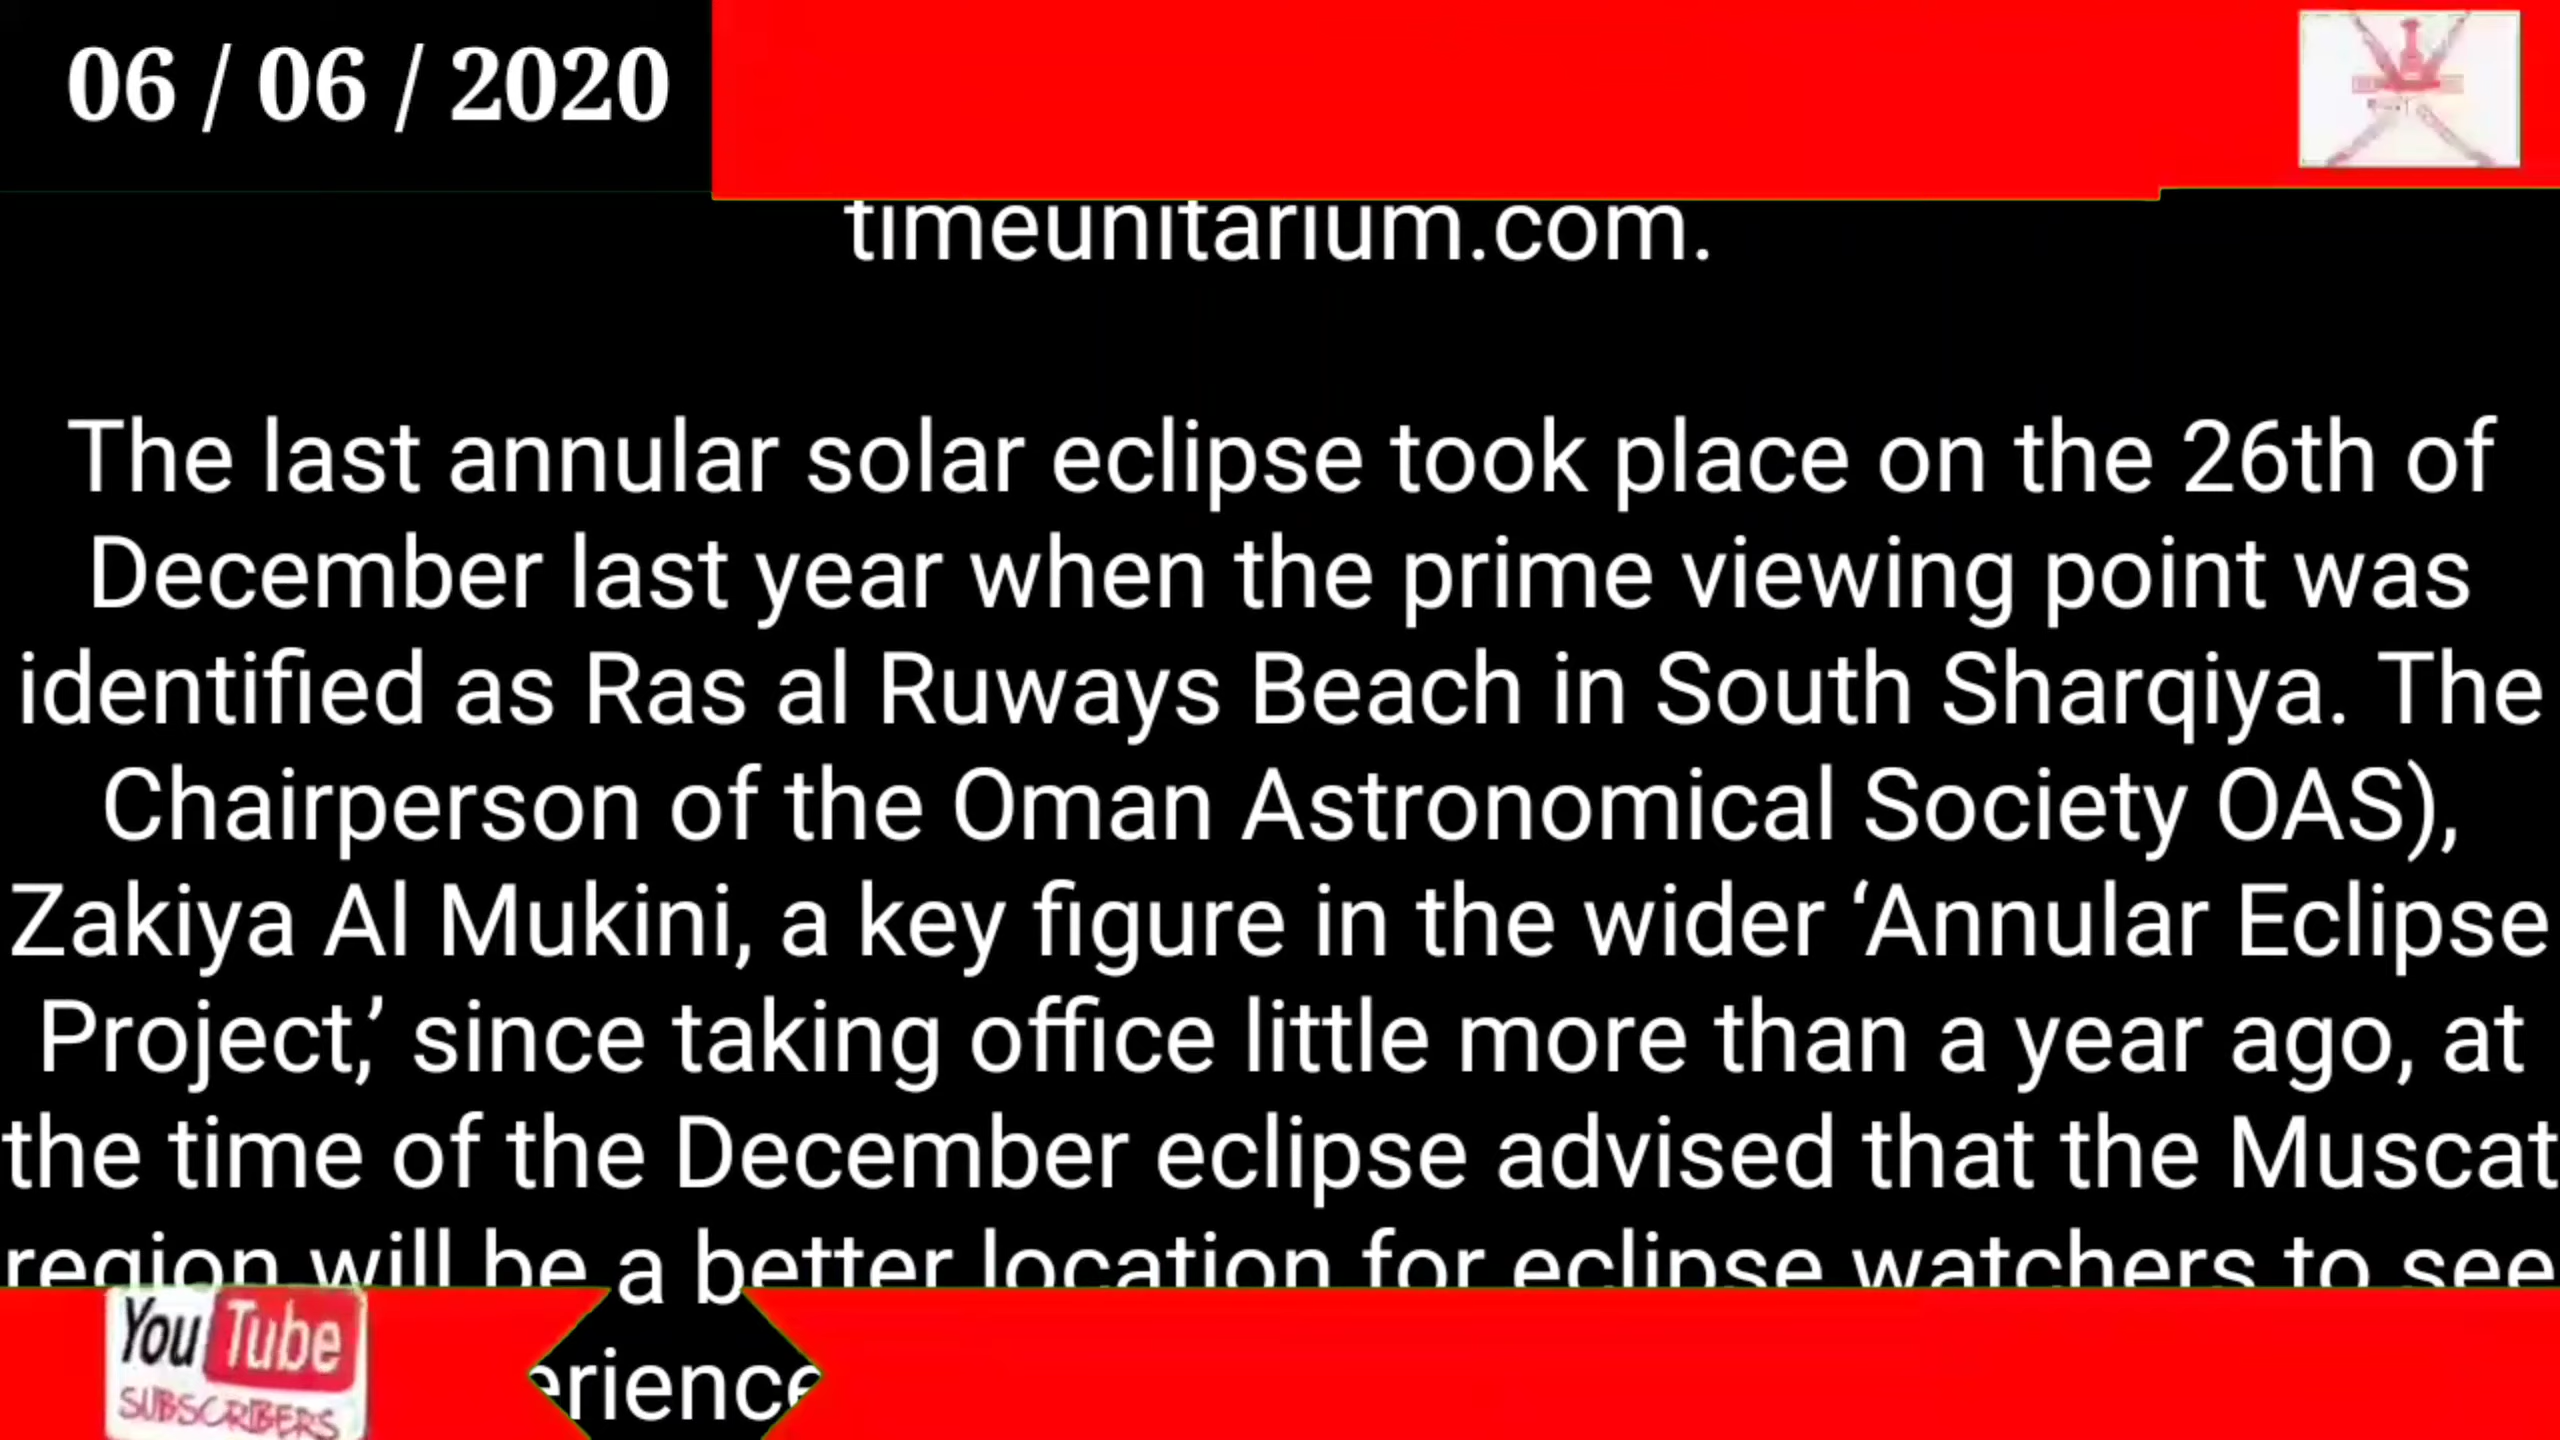 06 / 06 / 2020
timeunitarium.com.
The last annular solar eclipse took place on the 26th of
December last year when the prime viewing point was
identified as Ras al Ruways Beach in South Sharqiya. The
Chairperson of the Oman Astronomical Society OAS),
Zakiya Al Mukini, a key figure in the wider ‘Annular Eclipse
Project,’ since taking office little more than a year ago, at
the time of the December eclipse advised that the Muscat
region will be a better location for eclipse watchers to see
You Tube
SUBSCRIBERS
erience